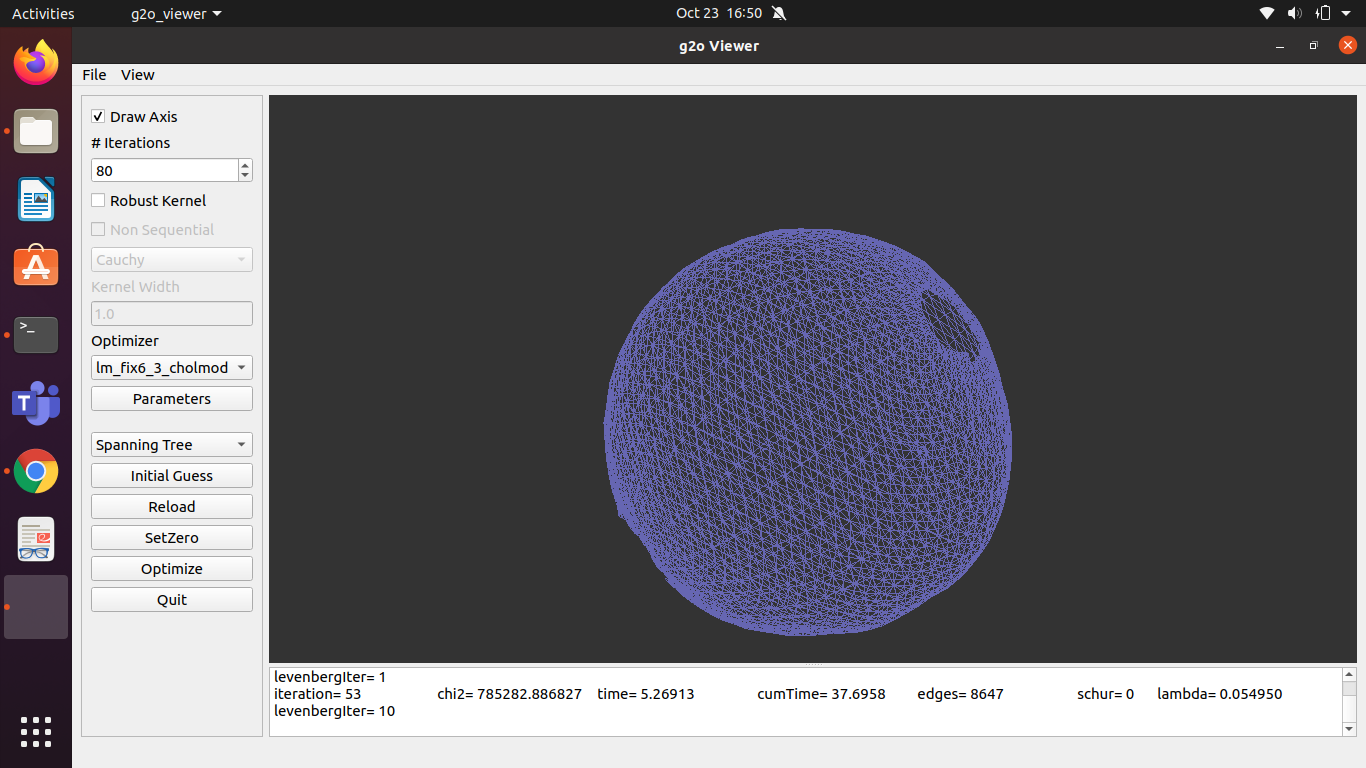 Activities g2o_viewer Oct 23 16:50
g2o Viewer
File View
Draw Axis
# Iterations
80
Robust Kernel
Non Sequential
Cauchy
Kernel Width
1.0
Optimizer
lm_fix6_3_cholmod
Parameters
Spanning Tree
Initial Guess
Reload
SetZero
Optimize
Quit
levenbergIter= 1
iteration= 53 chi2= 785282.886827 time= 5.26913 cumTime= 37.6958 edges= 8647 schur= 0 lambda= 0.054950
levenbergIter= 10
>_
T